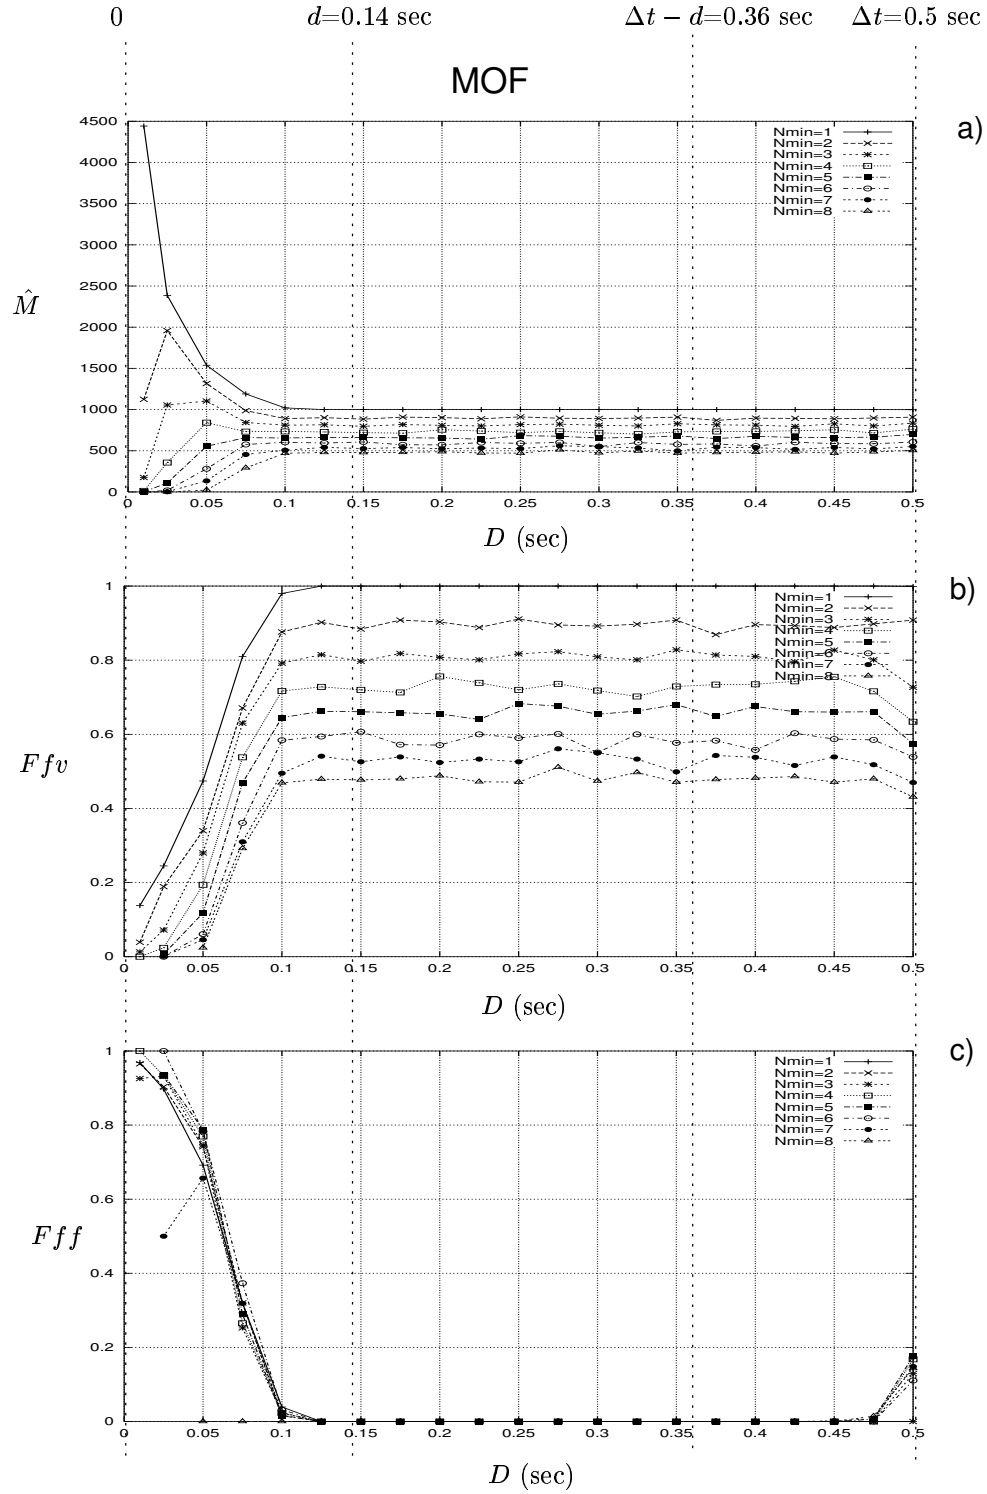 0 d=0.14 sec Δt − d=0.36 sec Δt=0.5 sec
MOF
a)
4500
4000
3500
3000
2500
2000
1500
1000
500
0
M̂
Nmin=1
Nmin=2
Nmin=3
Nmin=4
Nmin=5
Nmin=6
Nmin=7
Nmin=8
0 0.05 0.1 0.15 0.2 0.25 0.3 0.35 0.4 0.45 0.5
D (sec)
b)
1
0.8
0.6
0.4
0.2
0
Ffv
Nmin=1
Nmin=2
Nmin=3
Nmin=4
Nmin=5
Nmin=6
Nmin=7
Nmin=8
0 0.05 0.1 0.15 0.2 0.25 0.3 0.35 0.4 0.45 0.5
D (sec)
c)
1
0.8
0.6
0.4
0.2
0
Fff
Nmin=1
Nmin=2
Nmin=3
Nmin=4
Nmin=5
Nmin=6
Nmin=7
Nmin=8
0 0.05 0.1 0.15 0.2 0.25 0.3 0.35 0.4 0.45 0.5
D (sec)